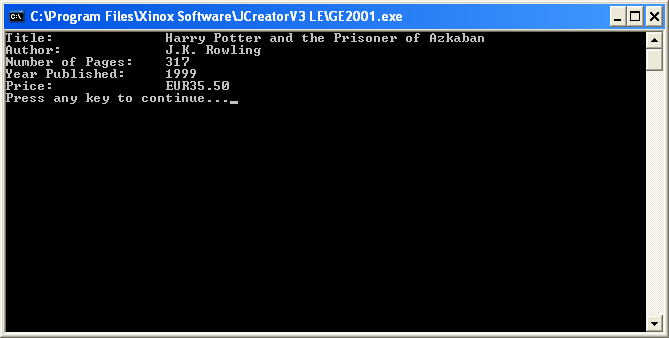 C:\Program Files\Xinox Software\JCreatorV3 LE\GE2001.exe
Title:              Harry Potter and the Prisoner of Azkaban
Author:             J.K. Rowling
Number of Pages:    317
Year Published:     1999
Price:              EUR35.50
Press any key to continue..._